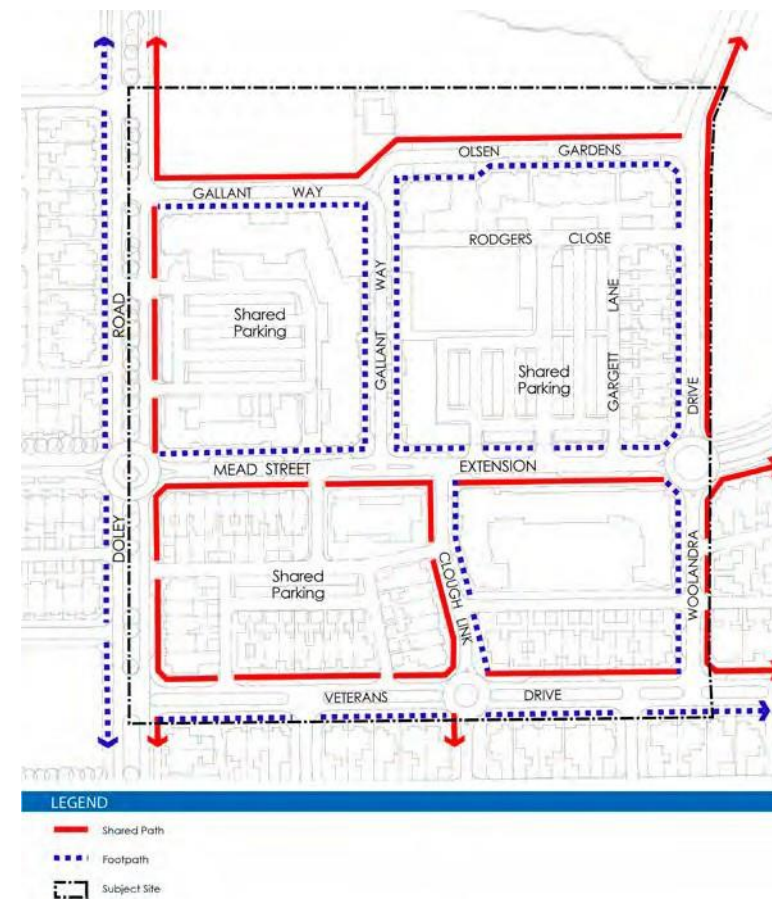 OLSEN GARDENS
GALLANT WAY
RODGERS CLOSE
ROAD
GALLANT WAY
GARGETT LANE
Shared
Parking
Shared
Parking
DRIVE
MEAD STREET EXTENSION
DOLEY
CLOUGH LINK
WOOLANDRA
Shared
Parking
VETERANS DRIVE
LEGEND
Shared Path
Footpath
Subject Site